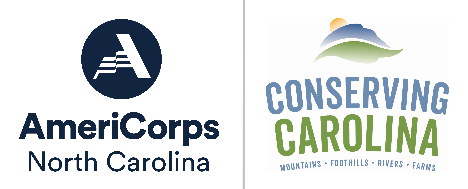 AmeriCorps
North Carolina
CONSERVING
CAROLINA
MOUNTAINS • FOOTHILLS • RIVERS • FARMS